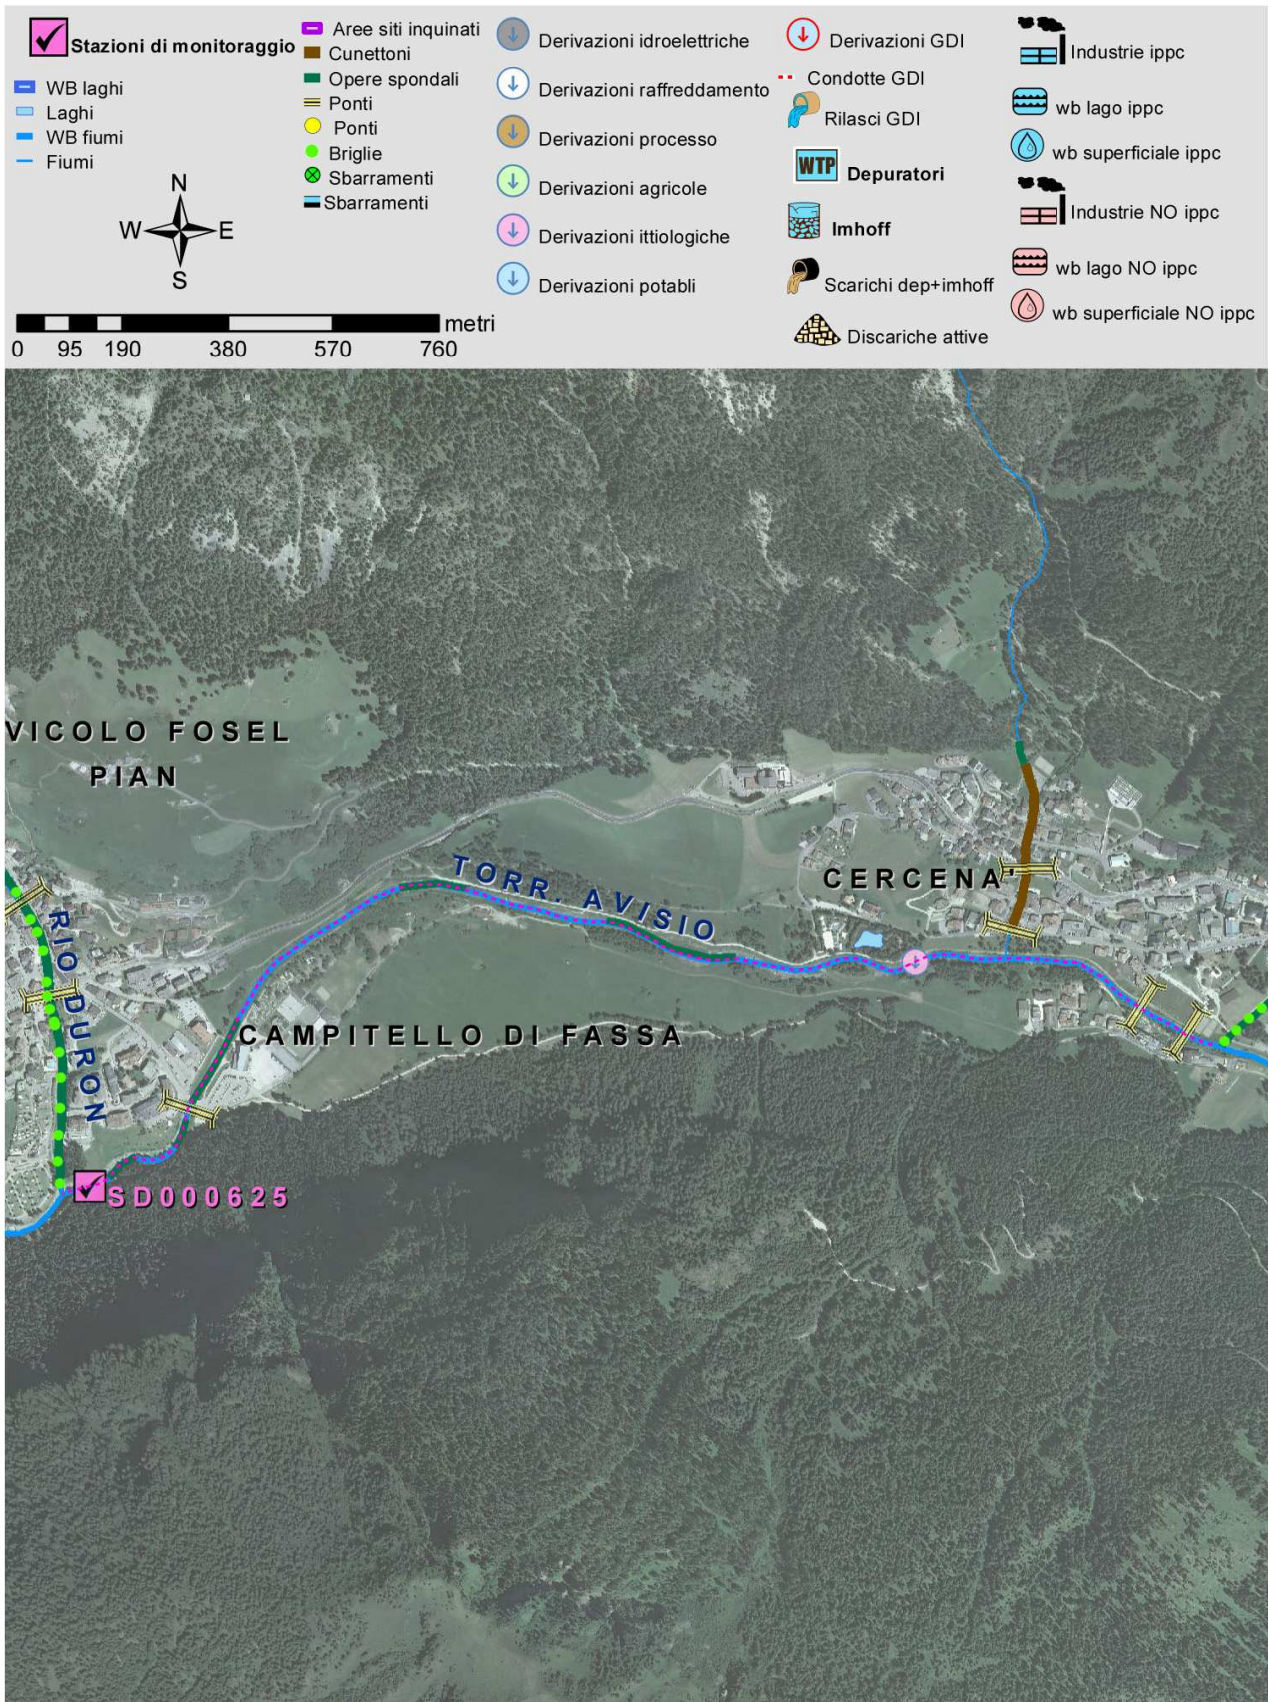 Stazioni di monitoraggio
WB laghi
Laghi
WB fiumi
Fiumi
N
W E
S
metri
0 95 190 380 570 760
Aree siti inquinati
Cunettoni
Opere spondali
Ponti
Ponti
Briglie
Sbarramenti
Sbarramenti
Derivazioni idroelettriche
Derivazioni raffreddamento
Derivazioni processo
Derivazioni agricole
Derivazioni ittiologiche
Derivazioni potabli
Derivazioni GDI
Condotte GDI
Rilasci GDI
WTP Depuratori
Imhoff
Scarichi dep+imhoff
Discariche attive
Industrie ippc
wb lago ippc
wb superficiale ippc
Industrie NO ippc
wb lago NO ippc
wb superficiale NO ippc
VICOLO FOSEL
PIAN
TORR. AVISIO
CERCENA'
RIO DURON
CAMPITELLO DI FASSA
SD000625